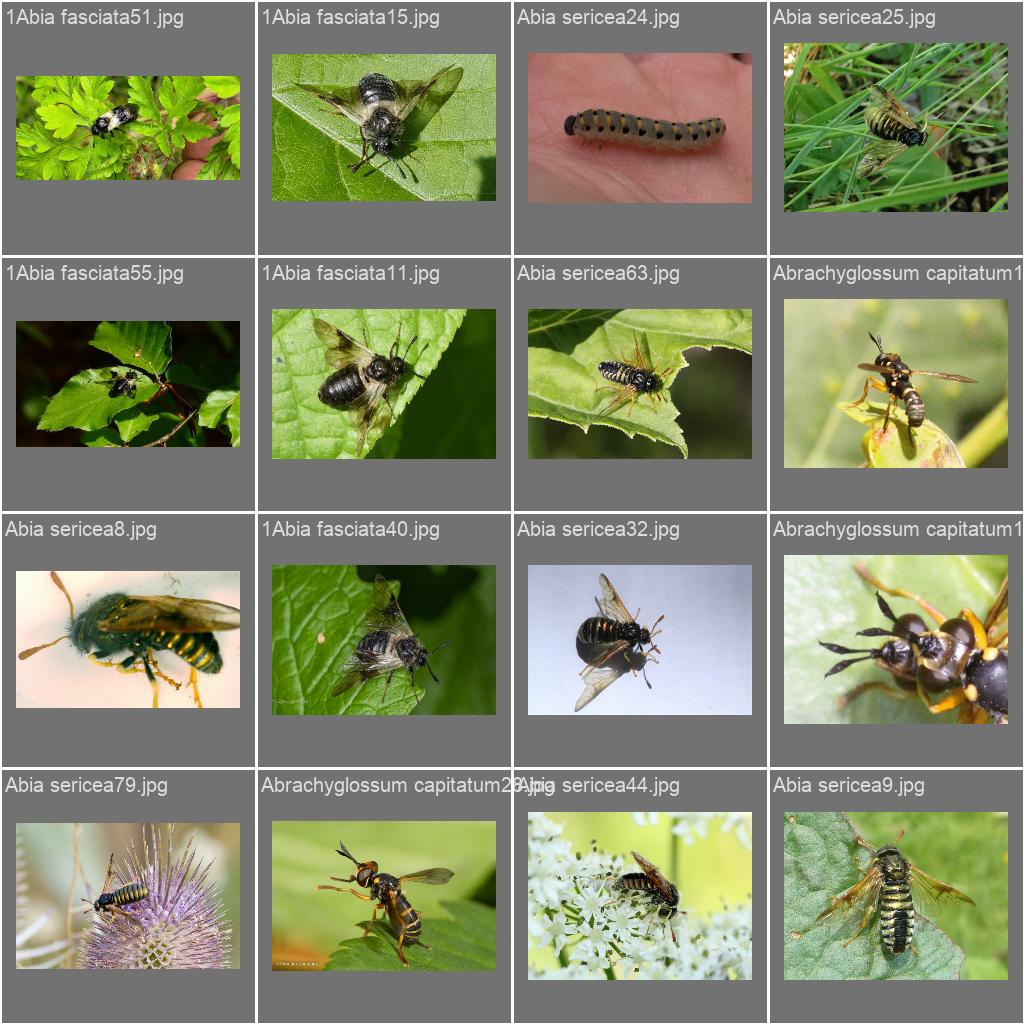 1Abia fasciata51.jpg
1Abia fasciata15.jpg
Abia sericea24.jpg
Abia sericea25.jpg
1Abia fasciata55.jpg
1Abia fasciata11.jpg
Abia sericea63.jpg
Abrachyglossum capitatum1
Abia sericea8.jpg
1Abia fasciata40.jpg
Abia sericea32.jpg
Abrachyglossum capitatum1
Abia sericea79.jpg
Abrachyglossum capitatum28.jpg
Abia sericea44.jpg
Abia sericea9.jpg